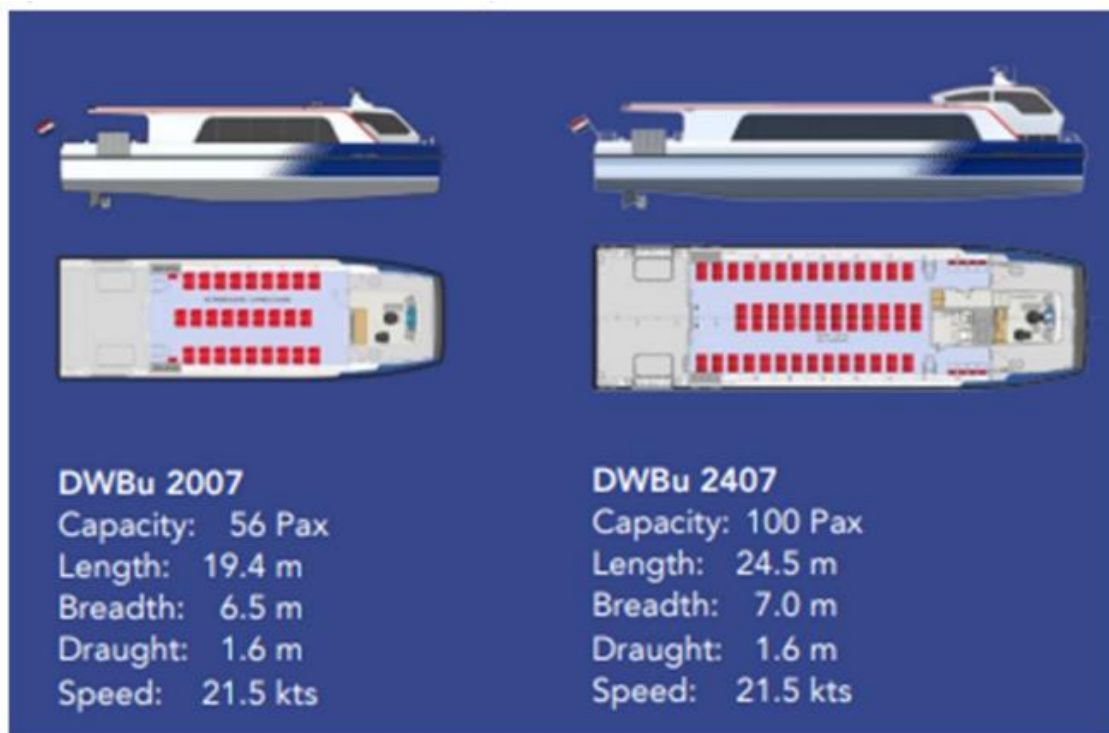 DWBu 2007
Capacity: 56 Pax
Length: 19.4 m
Breadth: 6.5 m
Draught: 1.6 m
Speed: 21.5 kts
DWBu 2407
Capacity: 100 Pax
Length: 24.5 m
Breadth: 7.0 m
Draught: 1.6 m
Speed: 21.5 kts